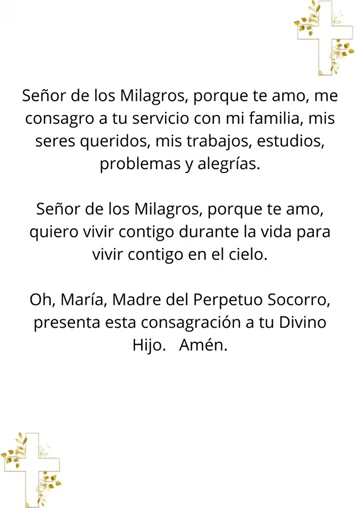 Señor de los Milagros, porque te amo, me
consagro a tu servicio con mi familia, mis
seres queridos, mis trabajos, estudios,
problemas y alegrías.
Señor de los Milagros, porque te amo,
quiero vivir contigo durante la vida para
vivir contigo en el cielo.
Oh, María, Madre del Perpetuo Socorro,
presenta esta consagración a tu Divino
Hijo. Amén.